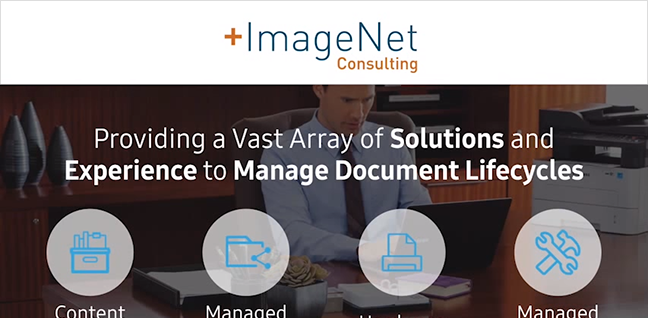 +ImageNet
Consulting
Providing a Vast Array of Solutions and
Experience to Manage Document Lifecycles
Content
Managed
Managed